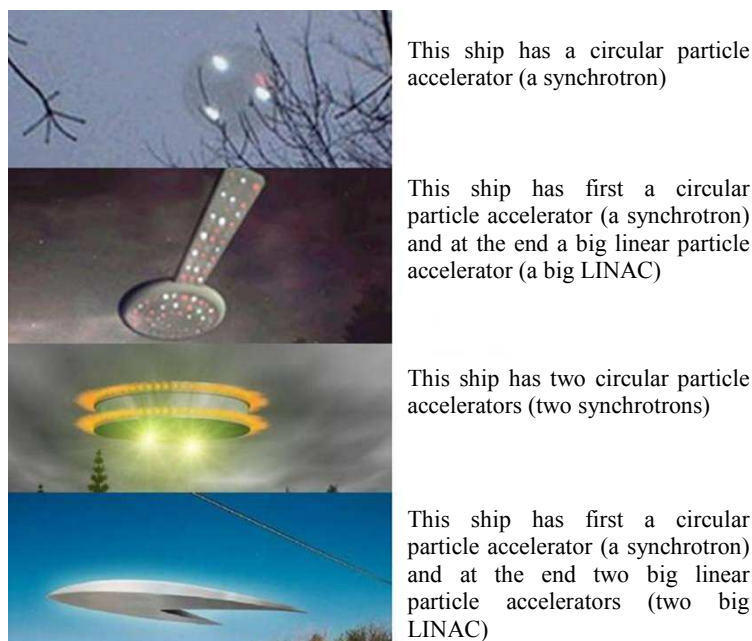 This ship has a circular particle
accelerator (a synchrotron)
This ship has first a circular
particle accelerator (a synchrotron)
and at the end a big linear particle
accelerator (a big LINAC)
This ship has two circular particle
accelerators (two synchrotrons)
This ship has first a circular
particle accelerator (a synchrotron)
and at the end two big linear
particle accelerators (two big
LINAC)